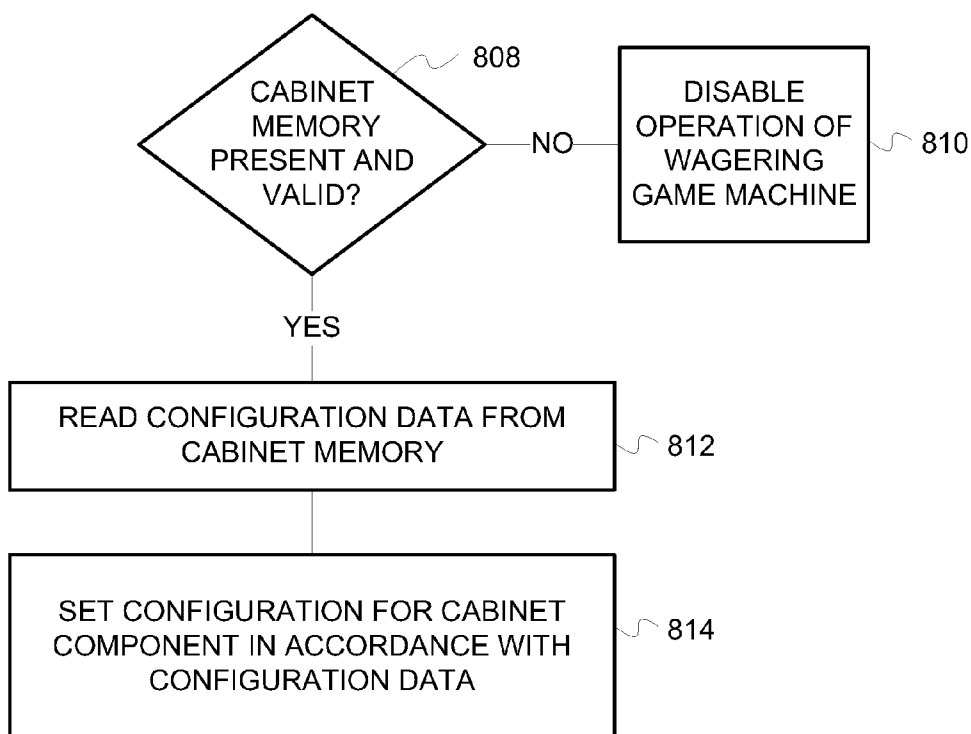 808
CABINET
MEMORY
PRESENT AND
VALID?
NO
DISABLE
OPERATION OF
WAGERING
GAME MACHINE
810
YES
READ CONFIGURATION DATA FROM
CABINET MEMORY
812
SET CONFIGURATION FOR CABINET
COMPONENT IN ACCORDANCE WITH
CONFIGURATION DATA
814